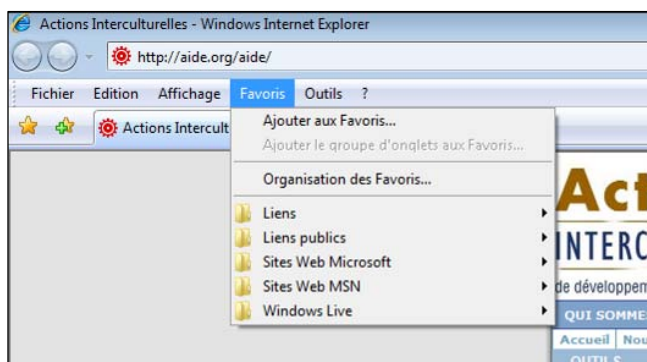 Actions Interculturelles - Windows Internet Explorer
http://aide.org/aide/
Fichier Edition Affichage Favoris Outils ?
Actions Intercult
Ajouter aux Favoris...
Ajouter le groupe d'onglets aux Favoris...
Organisation des Favoris...
Liens
Liens publics
Sites Web Microsoft
Sites Web MSN
Windows Live
Act
INTERC
de développem
QUI SOMME
Accueil Nou
OUTILS